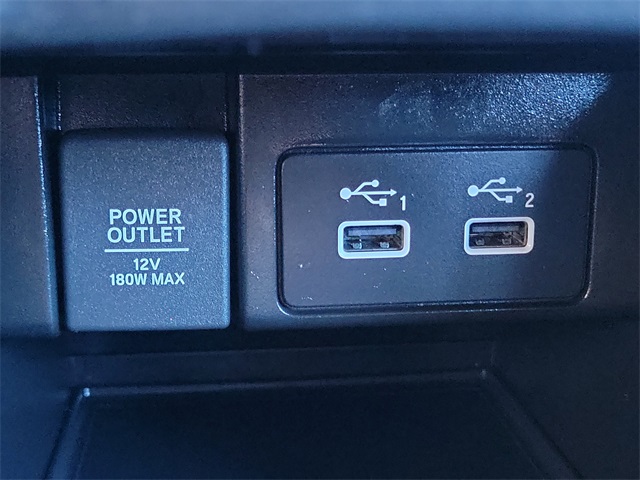 POWER
OUTLET
12V
180W MAX
1
2